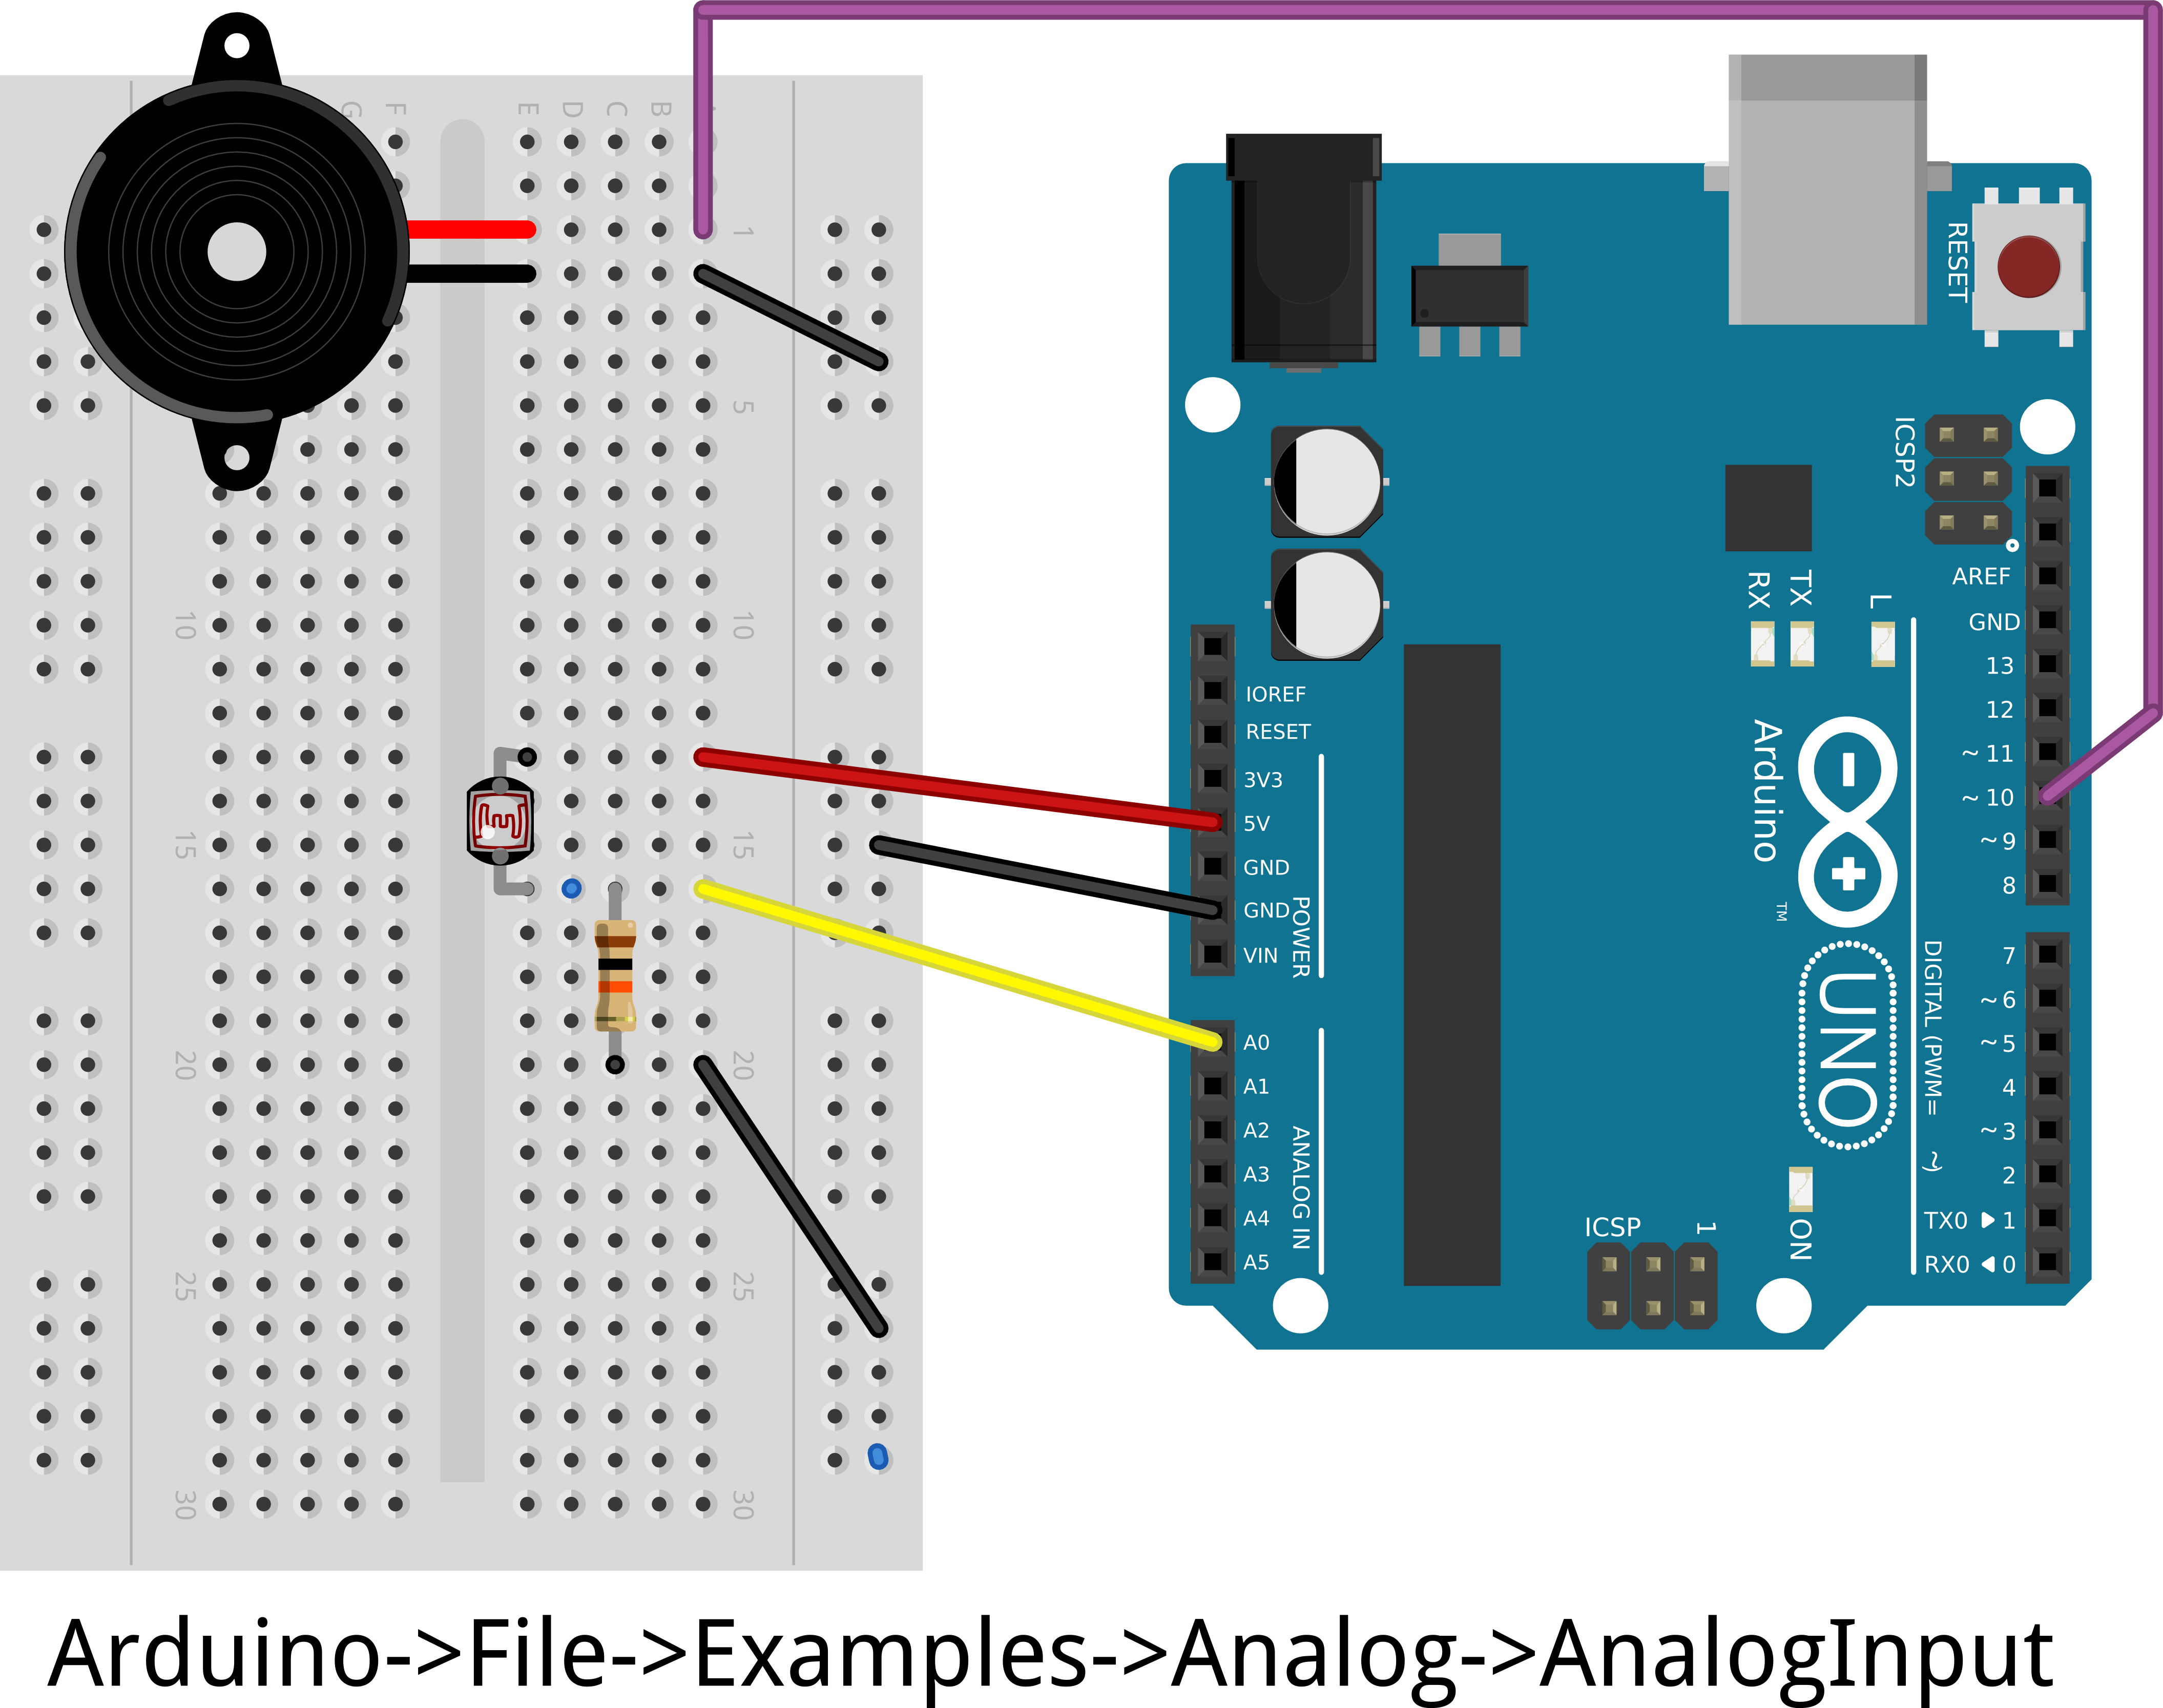 G F E D C B
1
5
10 10
15 15
20 20
25 25
30 30
RESET
ICSP2
AREF
GND
13
12
~ 11
~ 10
~ 9
8
7
~ 6
~ 5
4
~ 3
2
TX0 ▶ 1
RX0 ◀ 0
DIGITAL (PWM= ~)
RX TX L
Arduino
TM
UNO
ON
ICSP 1
IOREF
RESET
3V3
5V
GND
GND
VIN
POWER
A0
A1
A2
A3
A4
A5
ANALOG IN
Arduino->File->Examples->Analog->AnalogInput